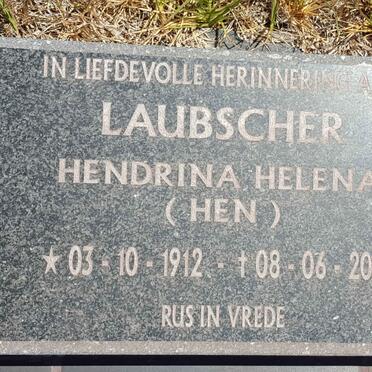 IN LIEFDEVOLLE HERINNERING A
LAUBSCHER
HENDRINA HELENA
( HEN )
★ 03 - 10 - 1912 - † 08 - 06 - 20
RUS IN VREDE